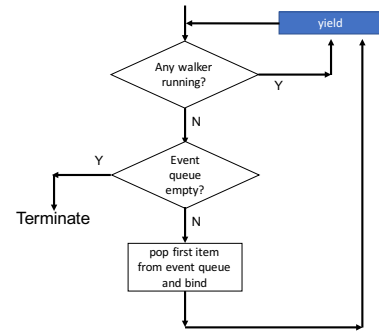 yield
Any walker
running?
Y
N
Y
Event
queue
empty?
Terminate
N
pop first item
from event queue
and bind